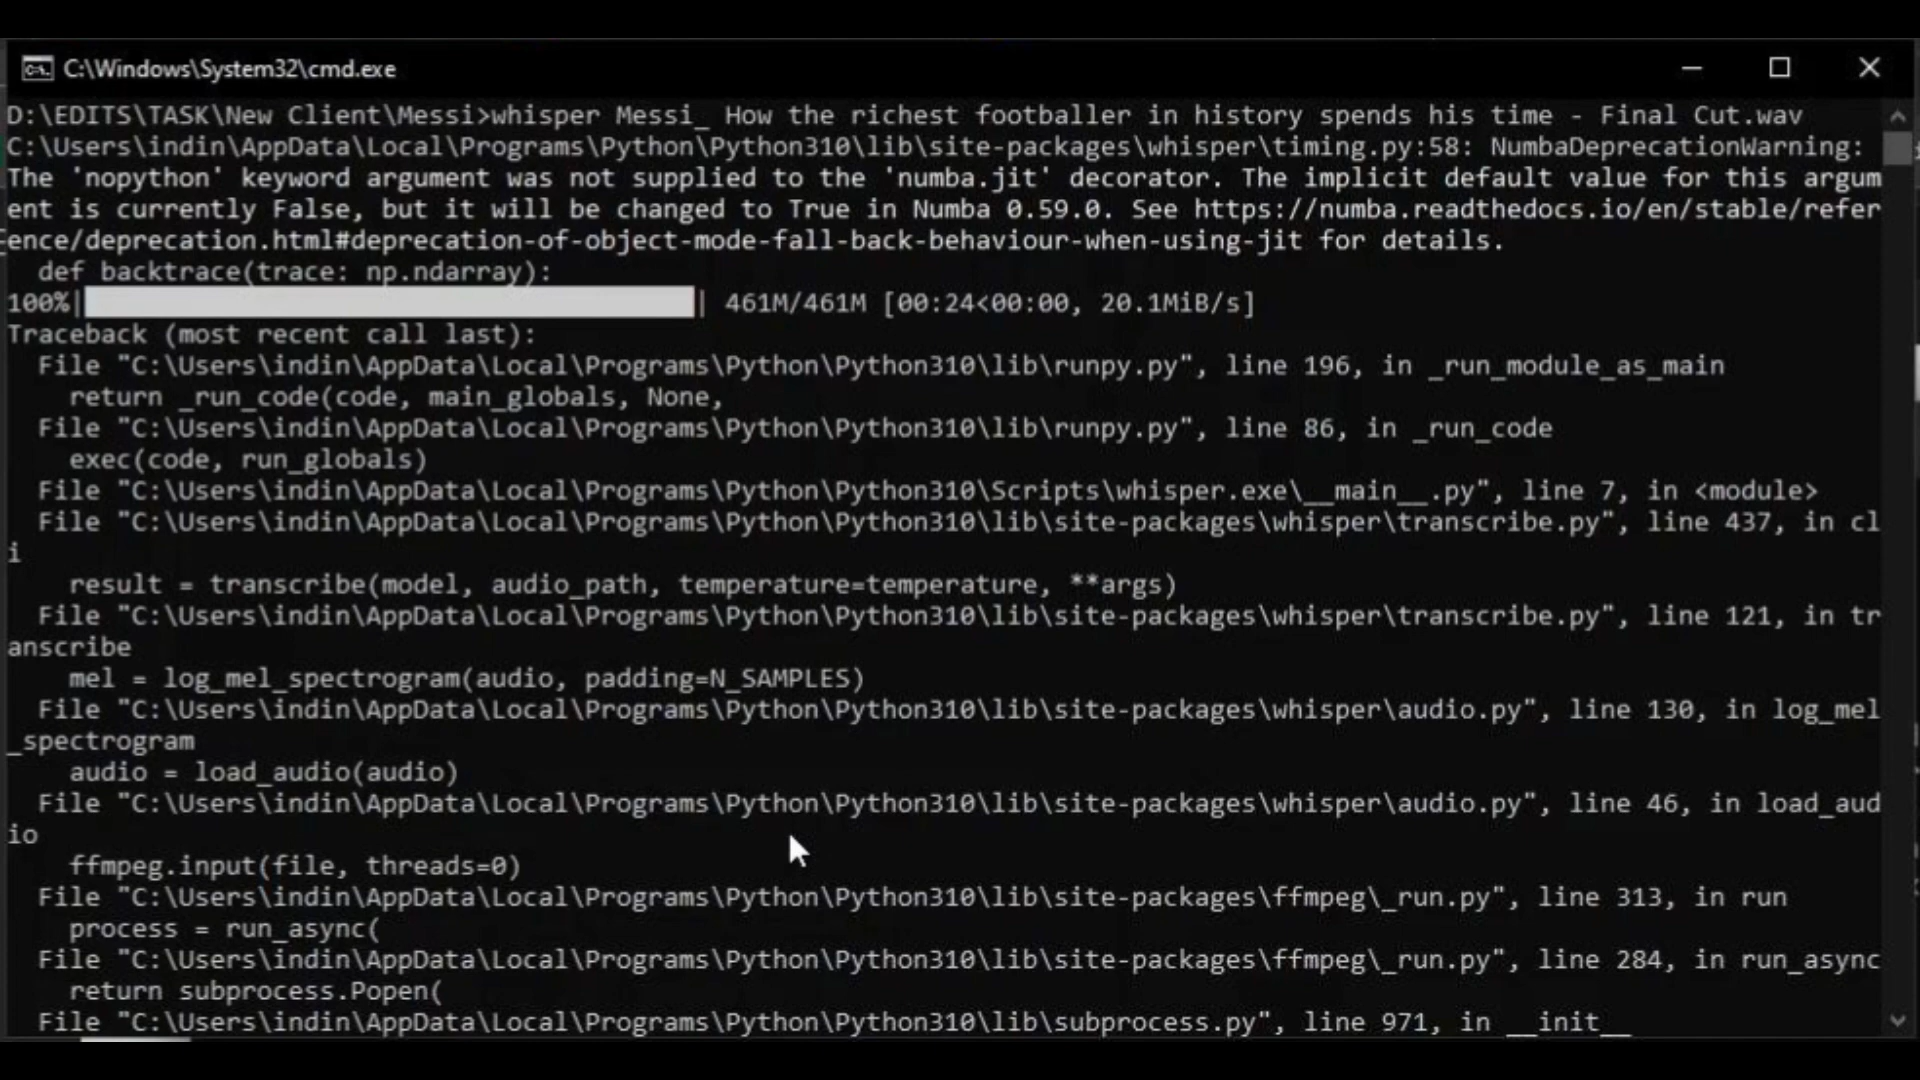 C:\Windows\System32\cmd.exe
D:\EDITS\TASK\New Client\Messi>whisper Messi_ How the richest footballer in history spends his time - Final Cut.wav
C:\Users\indin\AppData\Local\Programs\Python\Python310\lib\site-packages\whisper\timing.py:58: NumbaDeprecationWarning:
The 'nopython' keyword argument was not supplied to the 'numba.jit' decorator. The implicit default value for this argum
ent is currently False, but it will be changed to True in Numba 0.59.0. See https://numba.readthedocs.io/en/stable/refer
ence/deprecation.html#deprecation-of-object-mode-fall-back-behaviour-when-using-jit for details.
  def backtrace(trace: np.ndarray):
100%| | 461M/461M [00:24<00:00, 20.1MiB/s]
Traceback (most recent call last):
  File "C:\Users\indin\AppData\Local\Programs\Python\Python310\lib\runpy.py", line 196, in _run_module_as_main
    return _run_code(code, main_globals, None,
  File "C:\Users\indin\AppData\Local\Programs\Python\Python310\lib\runpy.py", line 86, in _run_code
    exec(code, run_globals)
  File "C:\Users\indin\AppData\Local\Programs\Python\Python310\Scripts\whisper.exe\__main__.py", line 7, in <module>
  File "C:\Users\indin\AppData\Local\Programs\Python\Python310\lib\site-packages\whisper\transcribe.py", line 437, in cl
i
    result = transcribe(model, audio_path, temperature=temperature, **args)
  File "C:\Users\indin\AppData\Local\Programs\Python\Python310\lib\site-packages\whisper\transcribe.py", line 121, in tr
anscribe
    mel = log_mel_spectrogram(audio, padding=N_SAMPLES)
  File "C:\Users\indin\AppData\Local\Programs\Python\Python310\lib\site-packages\whisper\audio.py", line 130, in log_mel
_spectrogram
    audio = load_audio(audio)
  File "C:\Users\indin\AppData\Local\Programs\Python\Python310\lib\site-packages\whisper\audio.py", line 46, in load_aud
io
    ffmpeg.input(file, threads=0)
  File "C:\Users\indin\AppData\Local\Programs\Python\Python310\lib\site-packages\ffmpeg\_run.py", line 313, in run
    process = run_async(
  File "C:\Users\indin\AppData\Local\Programs\Python\Python310\lib\site-packages\ffmpeg\_run.py", line 284, in run_async
    return subprocess.Popen(
  File "C:\Users\indin\AppData\Local\Programs\Python\Python310\lib\subprocess.py", line 971, in __init__